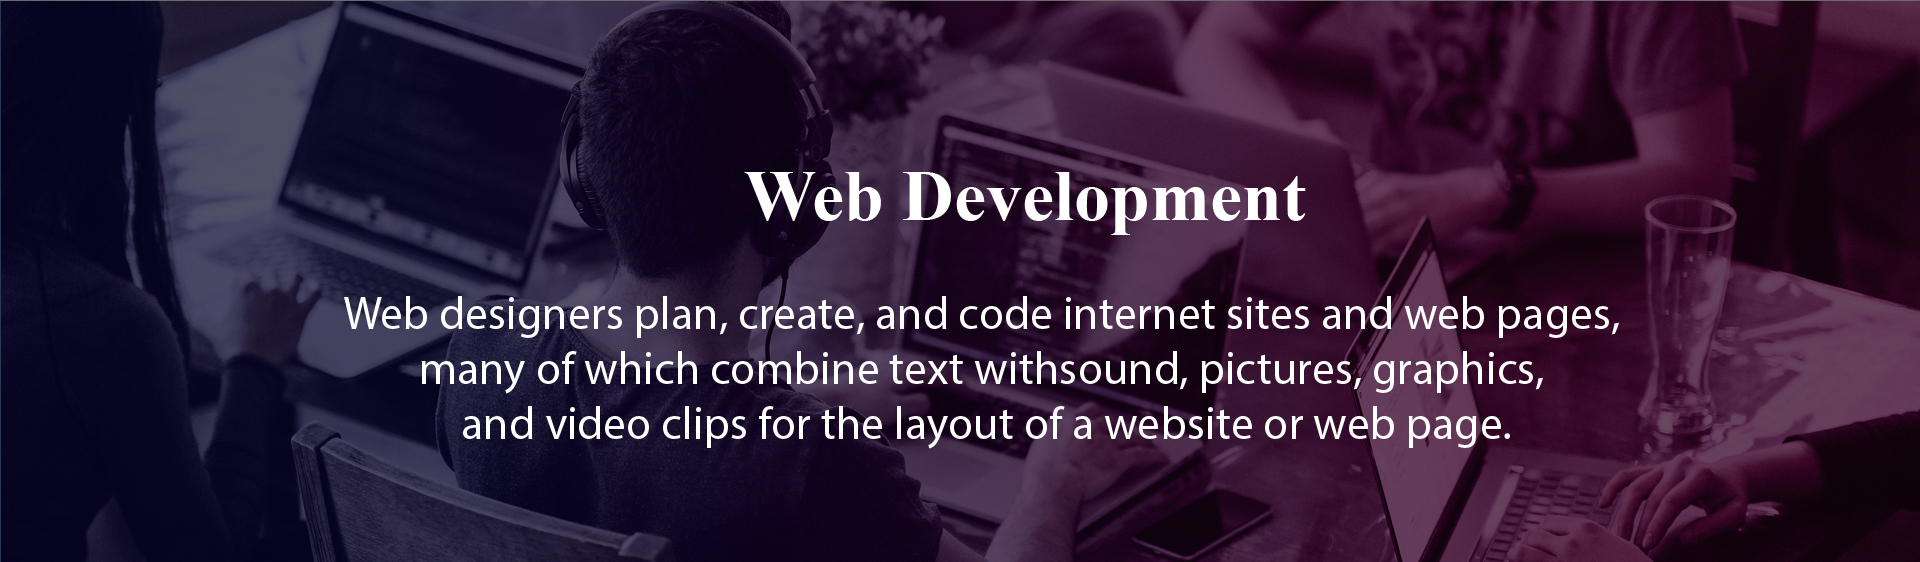 Web Development
Web designers plan, create, and code internet sites and web pages,
many of which combine text withsound, pictures, graphics,
and video clips for the layout of a website or web page.